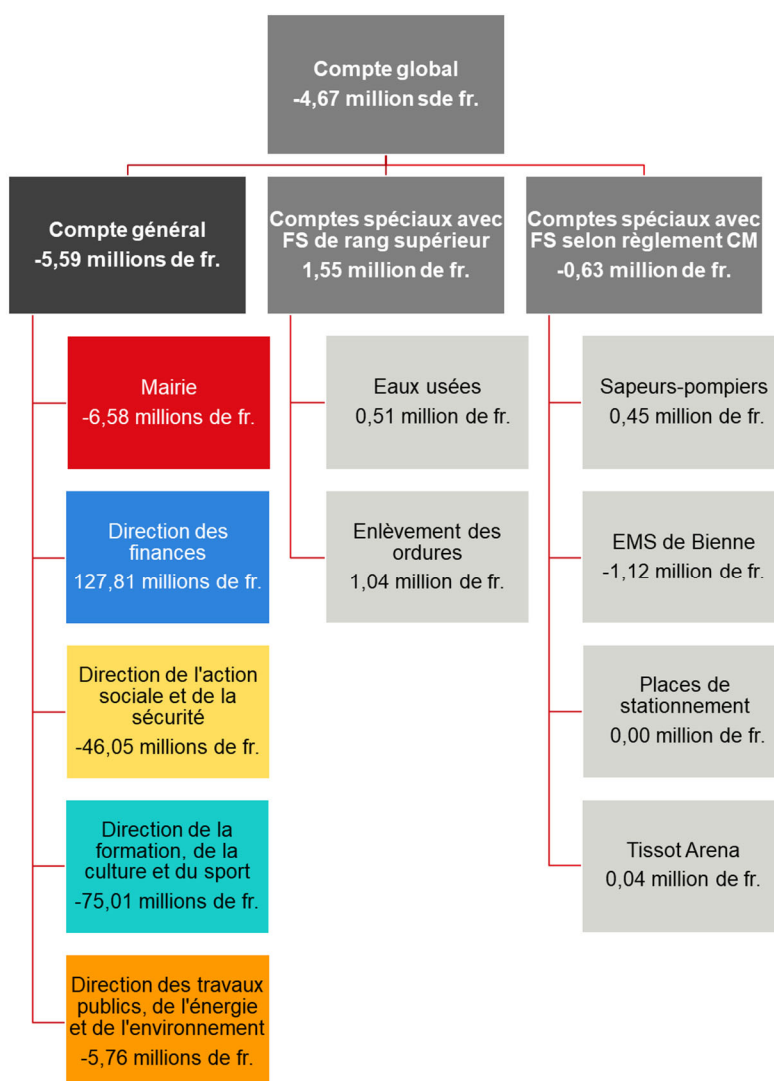 Compte global
-4,67 million sde fr.
Compte général
-5,59 millions de fr.
Comptes spéciaux avec
FS de rang supérieur
1,55 million de fr.
Comptes spéciaux avec
FS selon règlement CM
-0,63 million de fr.
Mairie
-6,58 millions de fr.
Direction des
finances
127,81 millions de fr.
Direction de l'action
sociale et de la
sécurité
-46,05 millions de fr.
Direction de la
formation, de la
culture et du sport
-75,01 millions de fr.
Direction des travaux
publics, de l'énergie
et de l'environnement
-5,76 millions de fr.
Eaux usées
0,51 million de fr.
Enlèvement des
ordures
1,04 million de fr.
Sapeurs-pompiers
0,45 million de fr.
EMS de Bienne
-1,12 million de fr.
Places de
stationnement
0,00 million de fr.
Tissot Arena
0,04 million de fr.